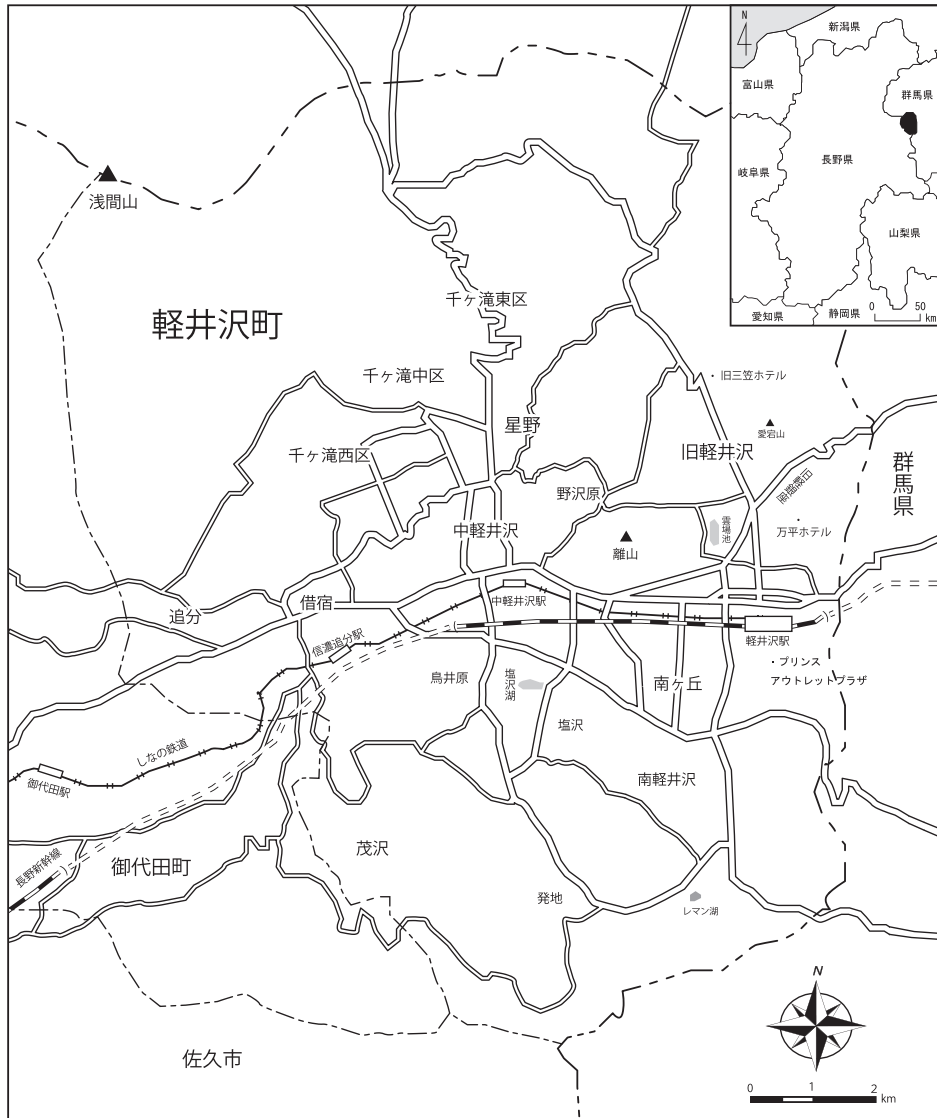 N
新潟県
富山県
群馬県
岐阜県
長野県
山梨県
愛知県
静岡県
0 50
km
浅間山
軽井沢町
千ヶ滝東区
千ヶ滝中区
千ヶ滝西区
星野
旧三笠ホテル
愛宕山
旧軽井沢
群馬県
旧碓氷峠
野沢原
雲場池
万平ホテル
中軽井沢
離山
追分
借宿
中軽井沢駅
信濃追分駅
軽井沢駅
プリンス
アウトレットプラザ
鳥井原
塩沢湖
南ヶ丘
塩沢
しなの鉄道
御代田駅
南軽井沢
茂沢
長野新幹線
御代田町
発地
レマン湖
佐久市
N
0 1 2
km